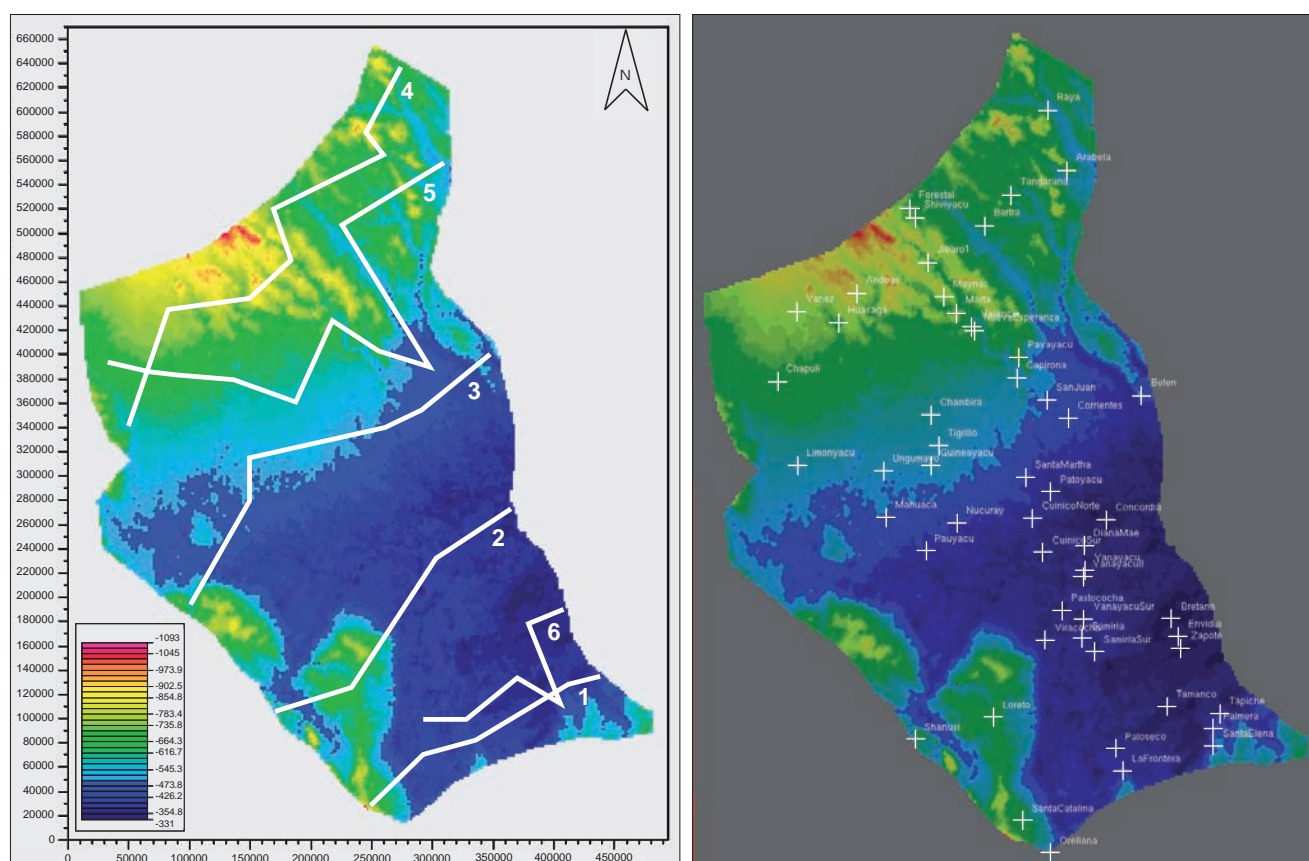 660000
640000
620000
600000
580000
560000
540000
520000
500000
480000
460000
440000
420000
400000
380000
360000
340000
320000
300000
280000
260000
240000
220000
200000
180000
160000
140000
120000
100000
80000
60000
40000
20000
0
0
50000
100000
150000
200000
250000
300000
350000
400000
450000
N
4
5
3
2
6
1
-1093
-1045
-973.9
-902.5
-854.8
-783.4
-735.8
-664.3
-616.7
-545.3
-473.8
-426.2
-354.8
-331
Raya
Arabela
Tangarana
Forestal
Shiviyacu
Bartra
Jibaro1
Andoas
Maynas
Yanez
Huasaga
Marta
NuevaEsperanza
Pavayacu
Capirona
Chapuli
SanJuan
Belen
Chambira
Corrientes
Tigrillo
Limonyacu
Ungumayo
Guineayacu
SantaMartha
Patoyacu
Mahuaca
Nucuray
CuinicoNorte
Concordia
Pauyacu
CuinicoSur
DianaMae
Yanayacu
Pastococha
YanayacuSur
Bretana
Viracocha
Samiria
Envidia
SamiriaSur
Zapote
Loreto
Tamanco
Tapiche
Palmera
Shanusi
Paloseco
SantaElena
LaFrontera
SantaCatalina
Orellana